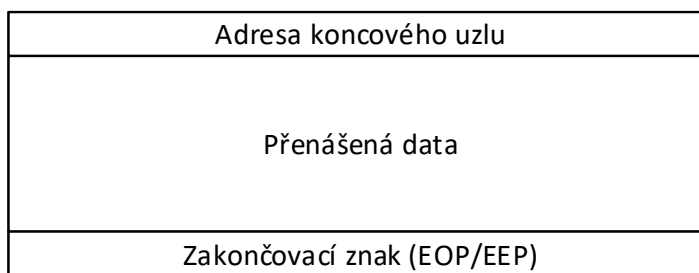 Adresa koncového uzlu
Přenášená data
Zakončovací znak (EOP/EEP)